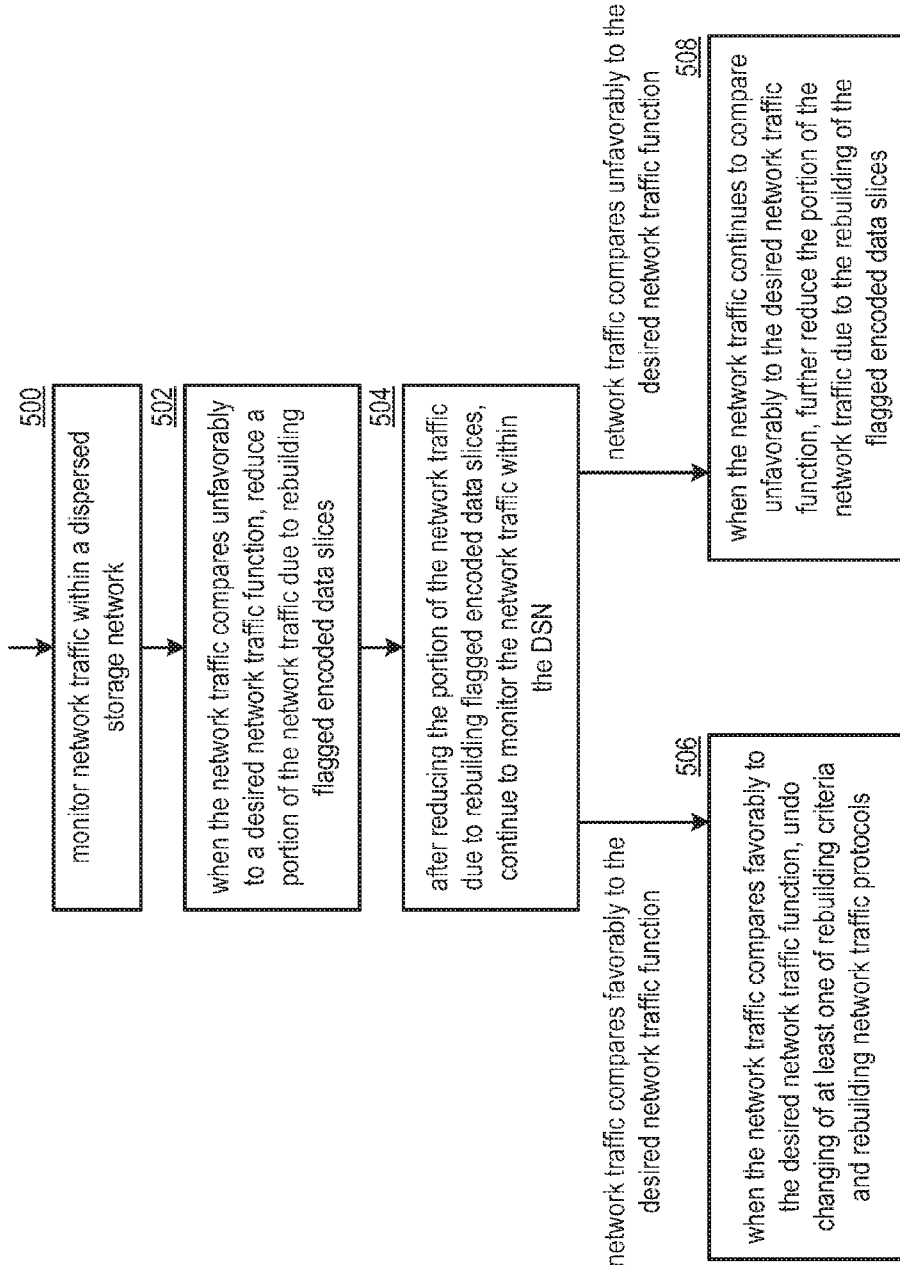 500
monitor network traffic within a dispersed
storage network
502
when the network traffic compares unfavorably
to a desired network traffic function, reduce a
portion of the network traffic due to rebuilding
flagged encoded data slices
504
after reducing the portion of the network traffic
due to rebuilding flagged encoded data slices,
continue to monitor the network traffic within
the DSN
network traffic compares favorably to the
desired network traffic function
network traffic compares unfavorably to the
desired network traffic function
506
when the network traffic compares favorably to
the desired network traffic function, undo
changing of at least one of rebuilding criteria
and rebuilding network traffic protocols
508
when the network traffic continues to compare
unfavorably to the desired network traffic
function, further reduce the portion of the
network traffic due to the rebuilding of the
flagged encoded data slices